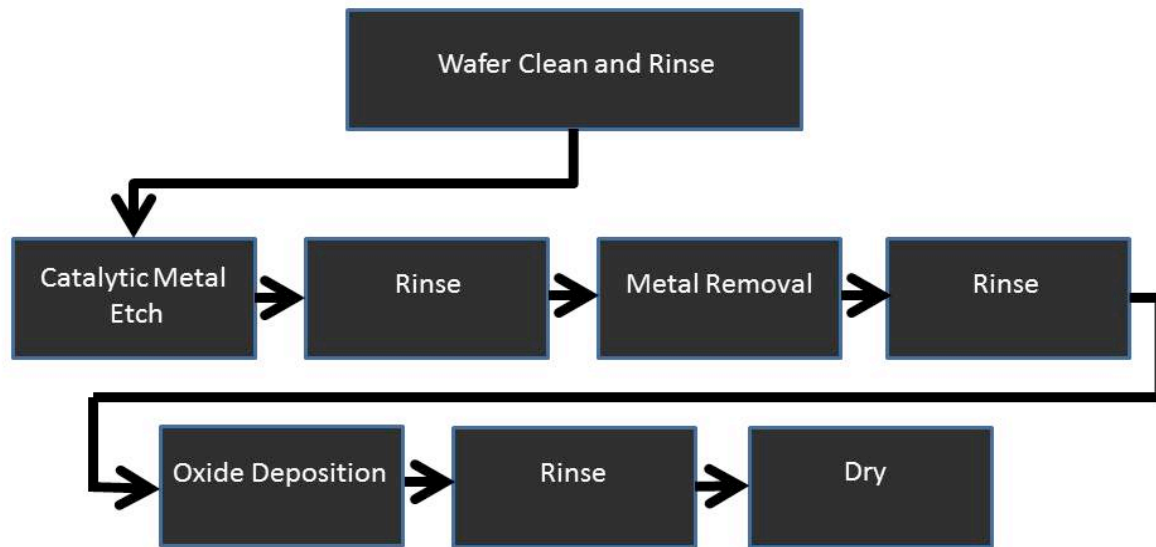 Wafer Clean and Rinse
Catalytic Metal
Etch
Rinse
Metal Removal
Rinse
Oxide Deposition
Rinse
Dry